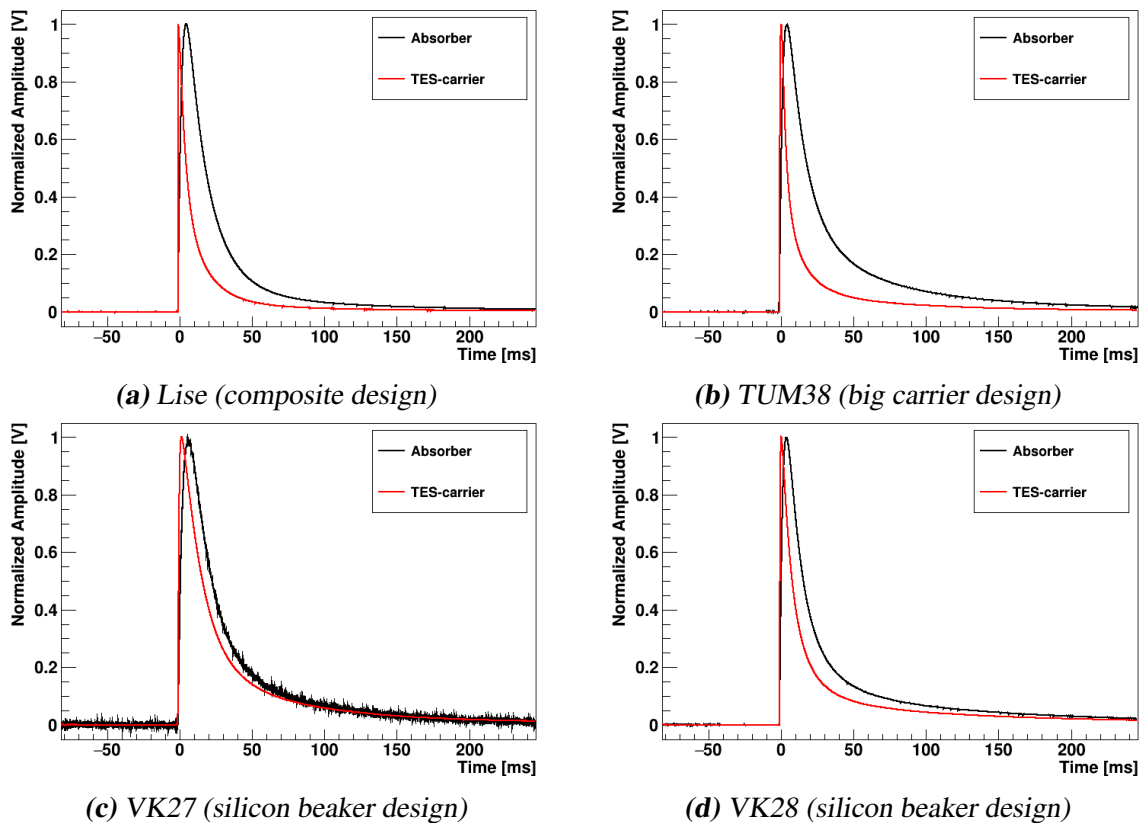 Normalized Amplitude [V]
1
0.8
0.6
0.4
0.2
0
−50
0
50
100
150
200
Time [ms]
Absorber
TES-carrier
(a) Lise (composite design)
Normalized Amplitude [V]
1
0.8
0.6
0.4
0.2
0
−50
0
50
100
150
200
Time [ms]
Absorber
TES-carrier
(b) TUM38 (big carrier design)
Normalized Amplitude [V]
1
0.8
0.6
0.4
0.2
0
−50
0
50
100
150
200
Time [ms]
Absorber
TES-carrier
(c) VK27 (silicon beaker design)
Normalized Amplitude [V]
1
0.8
0.6
0.4
0.2
0
−50
0
50
100
150
200
Time [ms]
Absorber
TES-carrier
(d) VK28 (silicon beaker design)